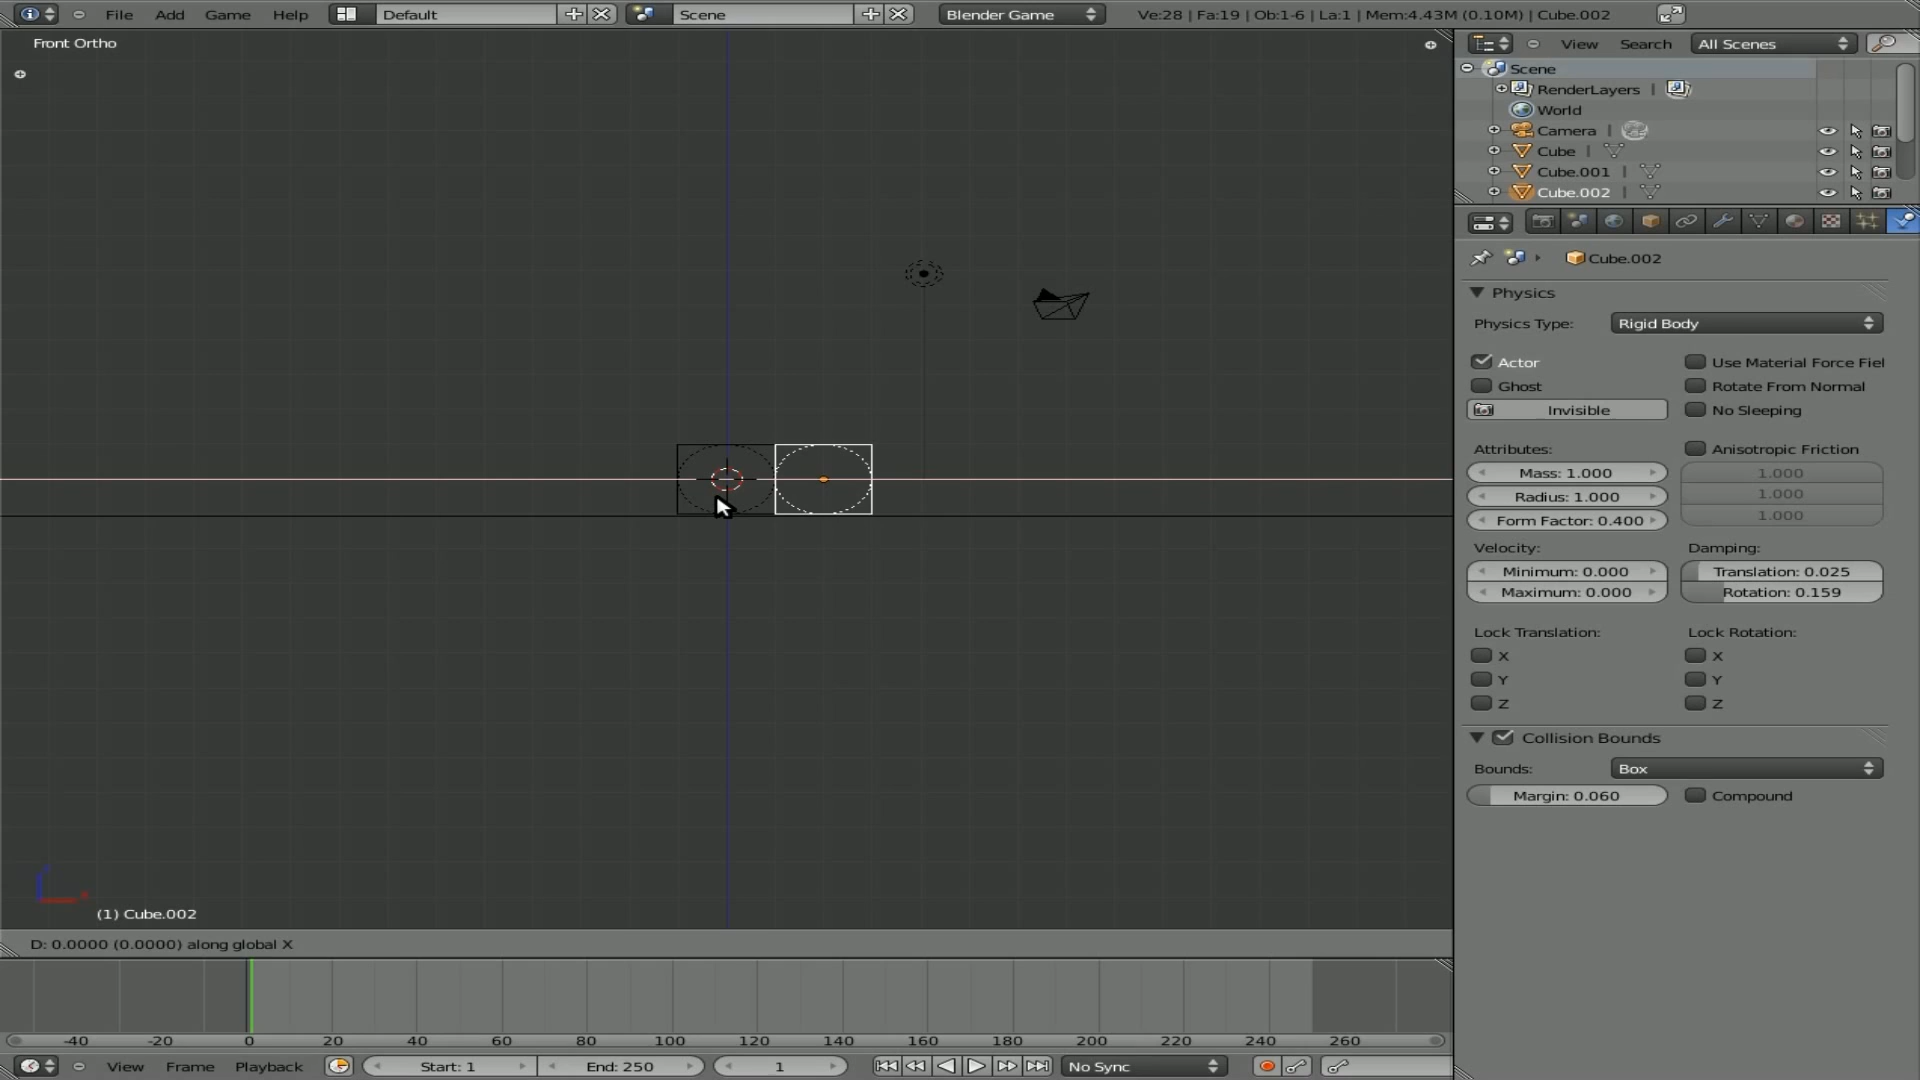 File Add Game Help Default Scene Blender Game Ve:28 | Fa:19 | Ob:1-6 | La:1 | Mem:4.43M (0.10M) | Cube.002
Front Ortho
View Search All Scenes
Scene
RenderLayers |
World
Camera |
Cube |
Cube.001 |
Cube.002 |
Cube.002
Physics
Physics Type: Rigid Body
Actor Use Material Force Fiel
Ghost Rotate From Normal
Invisible No Sleeping
Attributes: Anisotropic Friction
Mass: 1.000 1.000
Radius: 1.000 1.000
Form Factor: 0.400 1.000
Velocity: Damping:
Minimum: 0.000 Translation: 0.025
Maximum: 0.000 Rotation: 0.159
Lock Translation: Lock Rotation:
X X
Y Y
Z Z
Collision Bounds
Bounds: Box
Margin: 0.060 Compound
(1) Cube.002
D: 0.0000 (0.0000) along global X
-40 -20 0 20 40 60 80 100 120 140 160 180 200 220 240 260
View Frame Playback Start: 1 End: 250 1 No Sync